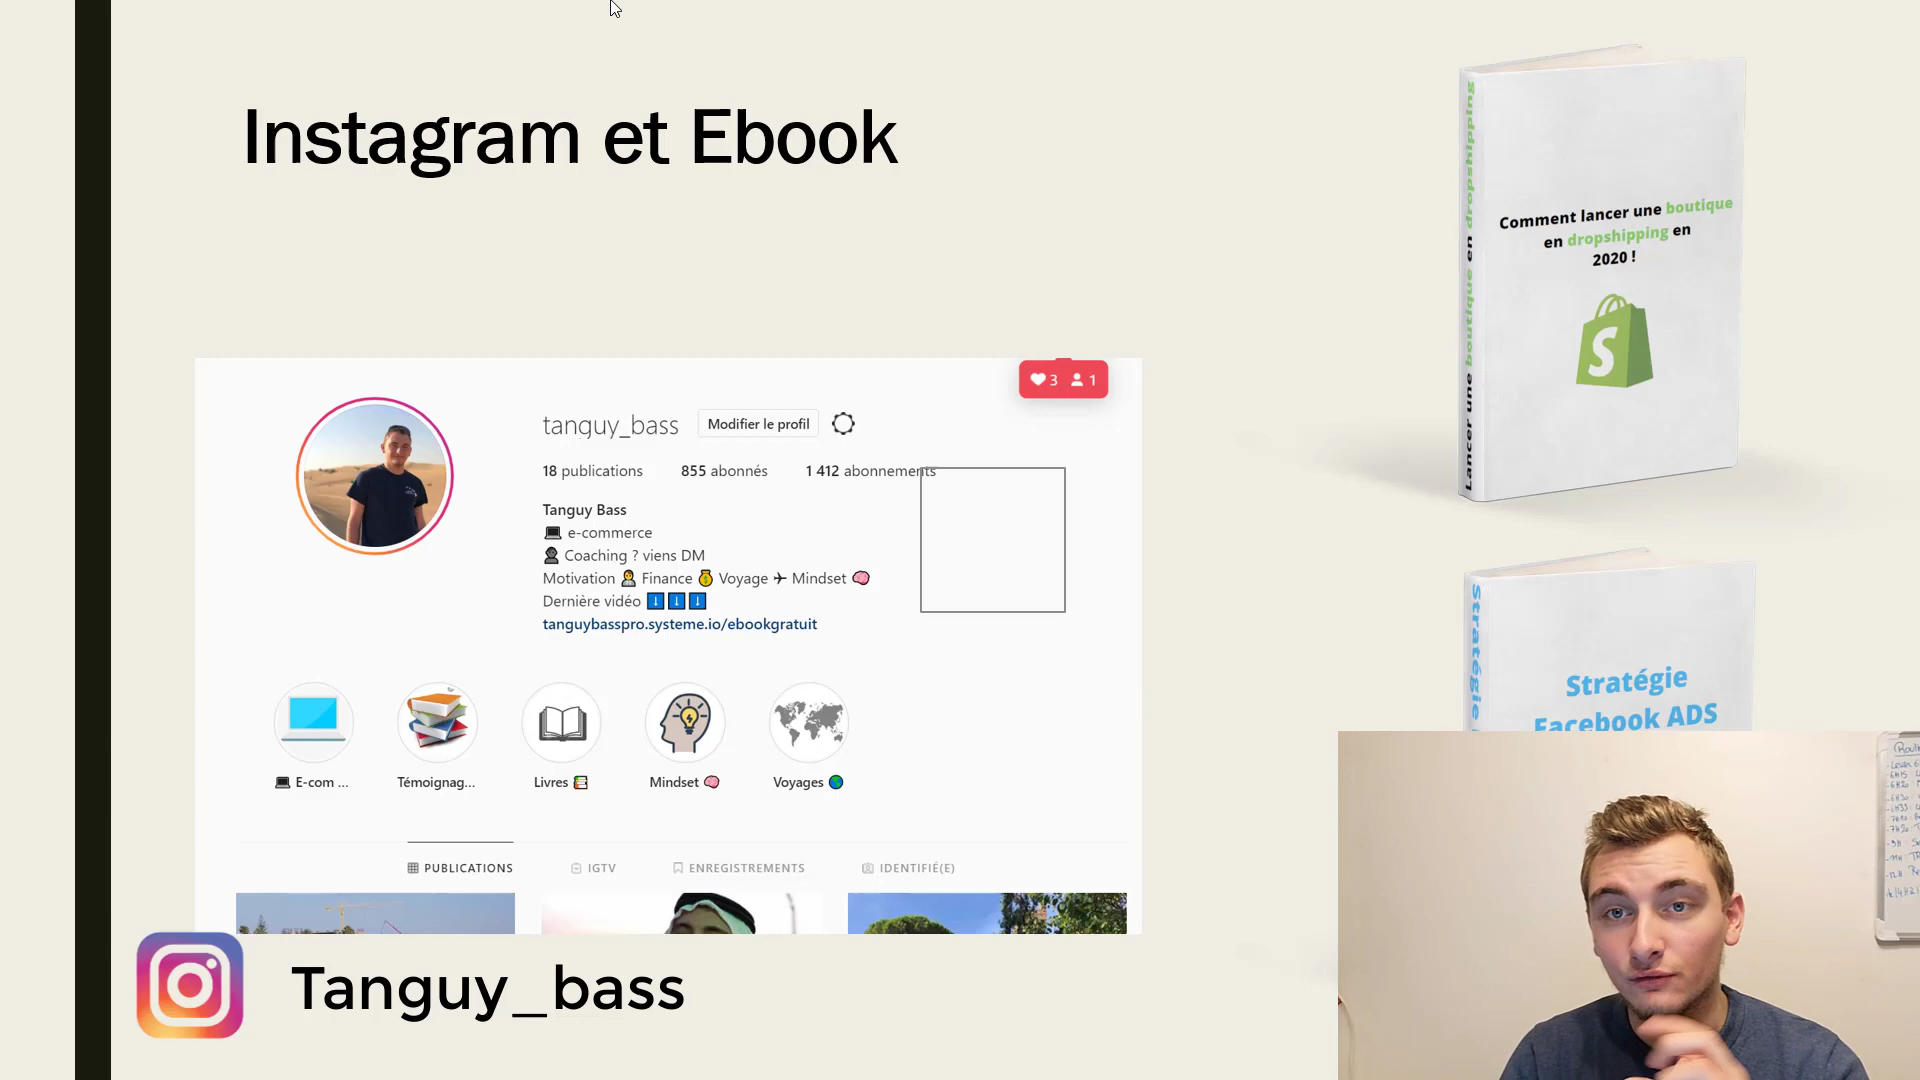 Instagram et Ebook
Lancer une boutique en dropshipping
Comment lancer une boutique
en dropshipping en
2020 !
3 1
tanguy_bass Modifier le profil
18 publications 855 abonnés 1 412 abonnements
Tanguy Bass
e-commerce
Coaching ? viens DM
Motivation Finance Voyage Mindset
Dernière vidéo
tanguybasspro.systeme.io/ebookgratuit
E-com ... Témoignag... Livres Mindset Voyages
PUBLICATIONS IGTV ENREGISTREMENTS IDENTIFIÉ(E)
Stratégie
Stratégie
Facebook ADS
Tanguy_bass